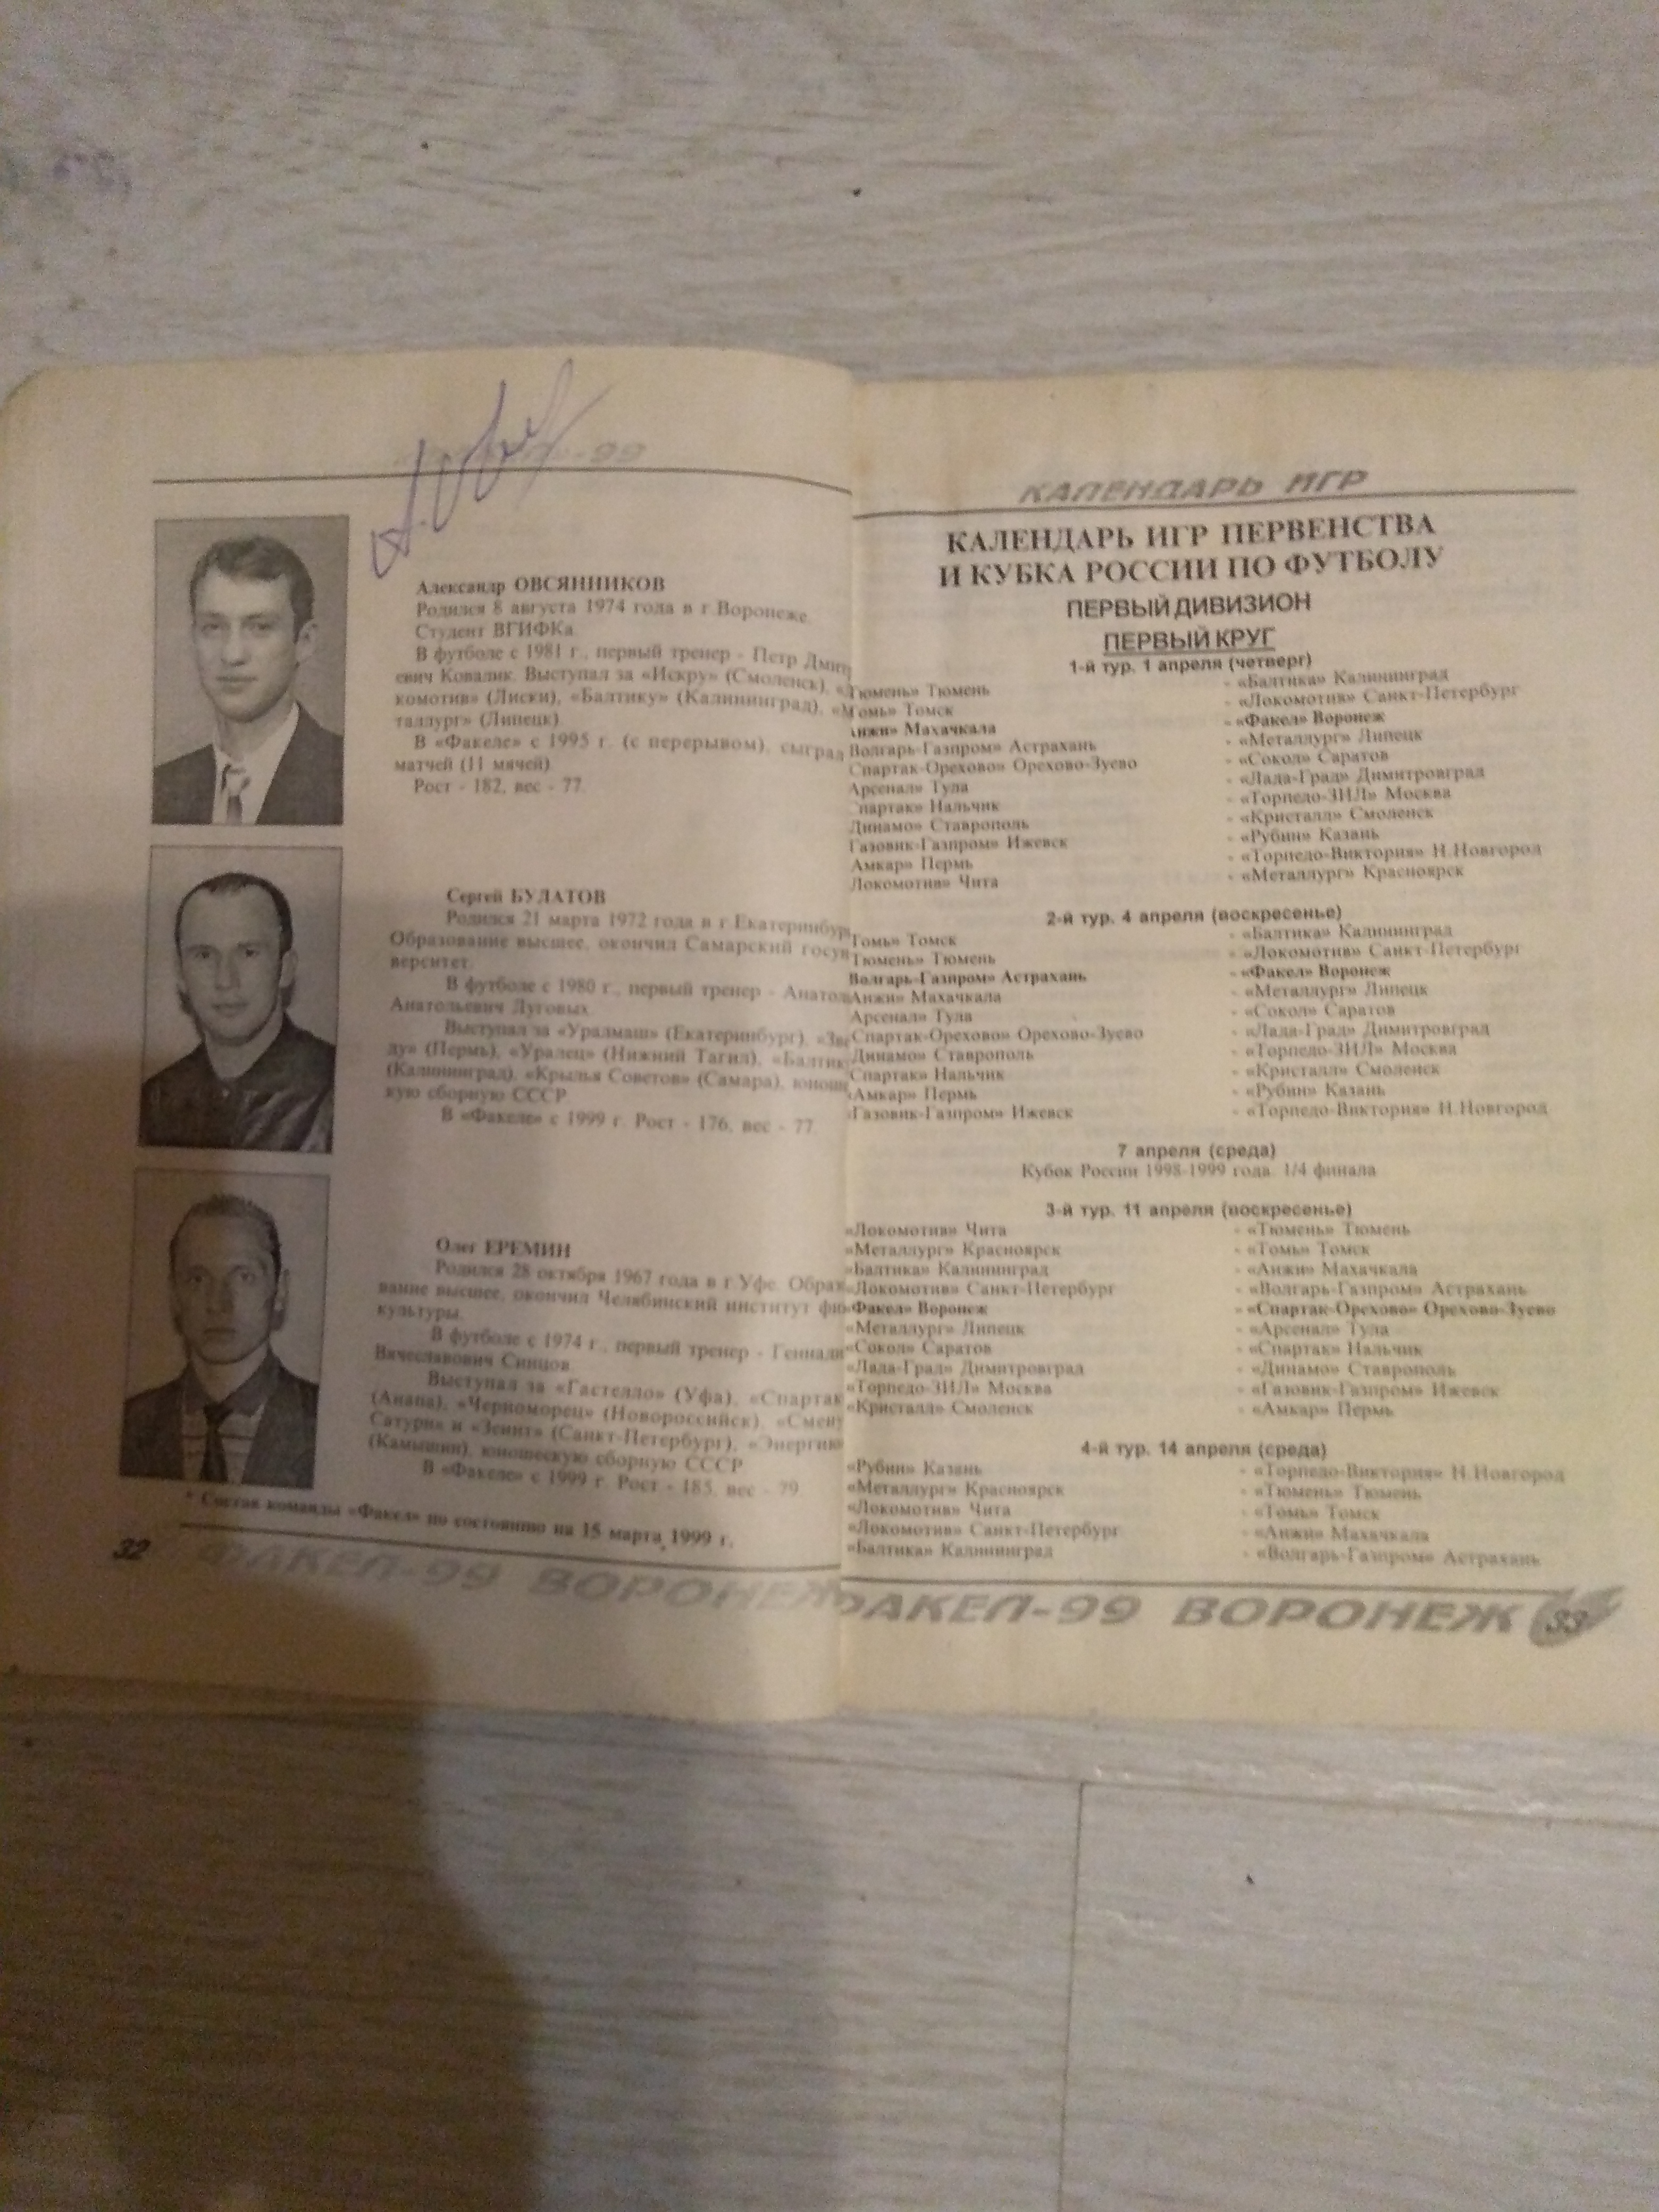 -99
Александр ОВСЯННИКОВ
Родился 8 августа 1974 года в г.Воронеже.
Студент ВГИФКа.
В футболе с 1981 г., первый тренер - Петр Дмит
евич Ковалик. Выступал за «Искру» (Смоленск),
комотив» (Лиски), «Балтику» (Калининград), «М
таллург» (Липецк).
В «Факеле» с 1995 г. (с перерывом), сыграл
матчей (11 мячей).
Рост - 182, вес - 77.
Сергей БУЛАТОВ
Родился 21 марта 1972 года в г.Екатеринбур
Образование высшее, окончил Самарский госун
верситет.
В футболе с 1980 г., первый тренер - Анатол
Анатольевич Луговых.
Выступал за «Уралмаш» (Екатеринбург), «Зве
ду» (Пермь), «Уралец» (Нижний Тагил), «Балтик
(Калининград), «Крылья Советов» (Самара), юнош
кую сборную СССР.
В «Факеле» с 1999 г. Рост - 176, вес - 77.
Олег ЕРЕМИН
Родился 28 октября 1967 года в г.Уфе. Образ
вание высшее, окончил Челябинский институт физ
культуры.
В футболе с 1974 г., первый тренер - Геннади
Вячеславович Синцов.
Выступал за «Гастелло» (Уфа), «Спартак
(Анапа), «Черноморец» (Новороссийск), «Смену
Сатурн» и «Зенит» (Санкт-Петербург), «Энергию
(Камышин), юношескую сборную СССР.
В «Факеле» с 1999 г. Рост - 185, вес - 79.
* Состав команды «Факел» по состоянию на 15 марта 1999 г.
32
ФАКЕЛ-99 ВОРОНЕЖ
КАЛЕНДАРЬ ИГР
КАЛЕНДАРЬ ИГР ПЕРВЕНСТВА
И КУБКА РОССИИ ПО ФУТБОЛУ
ПЕРВЫЙ ДИВИЗИОН
ПЕРВЫЙ КРУГ
1-й тур. 1 апреля (четверг)
Тюмень» Тюмень - «Балтика» Калининград
омь» Томск - «Локомотив» Санкт-Петербург
нжи» Махачкала - «Факел» Воронеж
Волгарь-Газпром» Астрахань - «Металлург» Липецк
Спартак-Орехово» Орехово-Зуево - «Сокол» Саратов
Арсенал» Тула - «Лада-Град» Димитровград
партак» Нальчик - «Торпедо-ЗИЛ» Москва
Динамо» Ставрополь - «Кристалл» Смоленск
Газовик-Газпром» Ижевск - «Рубин» Казань
Амкар» Пермь - «Торпедо-Виктория» Н.Новгород
Локомотив» Чита - «Металлург» Красноярск
2-й тур. 4 апреля (воскресенье)
Томь» Томск - «Балтика» Калининград
Тюмень» Тюмень - «Локомотив» Санкт-Петербург
Волгарь-Газпром» Астрахань - «Факел» Воронеж
Анжи» Махачкала - «Металлург» Липецк
Арсенал» Тула - «Сокол» Саратов
Спартак-Орехово» Орехово-Зуево - «Лада-Град» Димитровград
Динамо» Ставрополь - «Торпедо-ЗИЛ» Москва
Спартак» Нальчик - «Кристалл» Смоленск
«Амкар» Пермь - «Рубин» Казань
«Газовик-Газпром» Ижевск - «Торпедо-Виктория» Н.Новгород
7 апреля (среда)
Кубок России 1998-1999 года. 1/4 финала
3-й тур. 11 апреля (воскресенье)
«Локомотив» Чита - «Тюмень» Тюмень
«Металлург» Красноярск - «Томь» Томск
«Балтика» Калининград - «Анжи» Махачкала
«Локомотив» Санкт-Петербург - «Волгарь-Газпром» Астрахань
«Факел» Воронеж - «Спартак-Орехово» Орехово-Зуево
«Металлург» Липецк - «Арсенал» Тула
«Сокол» Саратов - «Спартак» Нальчик
«Лада-Град» Димитровград - «Динамо» Ставрополь
«Торпедо-ЗИЛ» Москва - «Газовик-Газпром» Ижевск
«Кристалл» Смоленск - «Амкар» Пермь
4-й тур. 14 апреля (среда)
«Рубин» Казань - «Торпедо-Виктория» Н.Новгород
«Металлург» Красноярск - «Тюмень» Тюмень
«Локомотив» Чита - «Томь» Томск
«Локомотив» Санкт-Петербург - «Анжи» Махачкала
«Балтика» Калининград - «Волгарь-Газпром» Астрахань
ФАКЕЛ-99 ВОРОНЕЖ 33